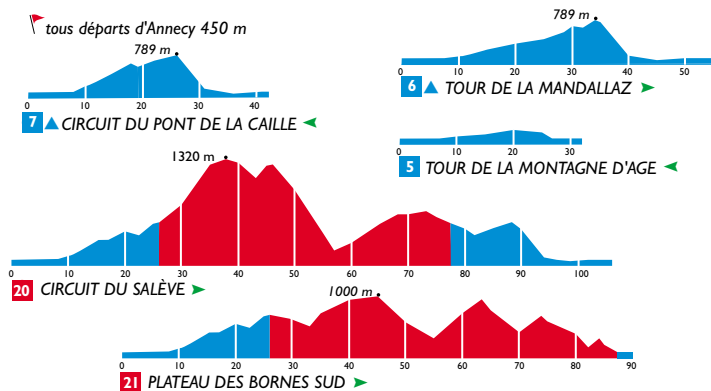 tous départs d'Annecy 450 m
789 m
0 10 20 30 40
7 CIRCUIT DU PONT DE LA CAILLE
789 m
0 10 20 30 40 50
6 TOUR DE LA MANDALLAZ
0 10 20 30
5 TOUR DE LA MONTAGNE D'AGE
1320 m
0 10 20 30 40 50 60 70 80 90 100
20 CIRCUIT DU SALÈVE
1000 m
0 10 20 30 40 50 60 70 80 90
21 PLATEAU DES BORNES SUD